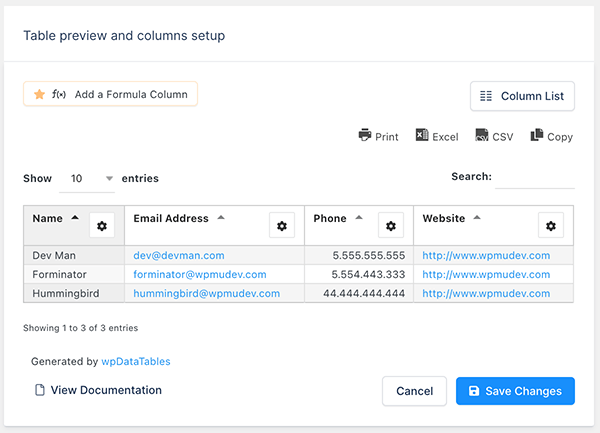 Table preview and columns setup
f(×) Add a Formula Column
Column List
Print Excel CSV Copy
Show 10 entries
Search:
Name Email Address Phone Website
Dev Man dev@devman.com 5.555.555.555 http://www.wpmudev.com
Forminator forminator@wpmudev.com 5.554.443.333 http://www.wpmudev.com
Hummingbird hummingbird@wpmudev.com 44.444.444.444 http://www.wpmudev.com
Showing 1 to 3 of 3 entries
Generated by wpDataTables
View Documentation
Cancel
Save Changes